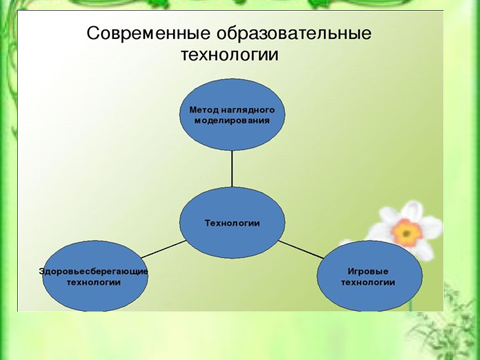 Современные образовательные
технологии
Метод наглядного
моделирования
Технологии
Здоровьесберегающие
технологии
Игровые
технологии